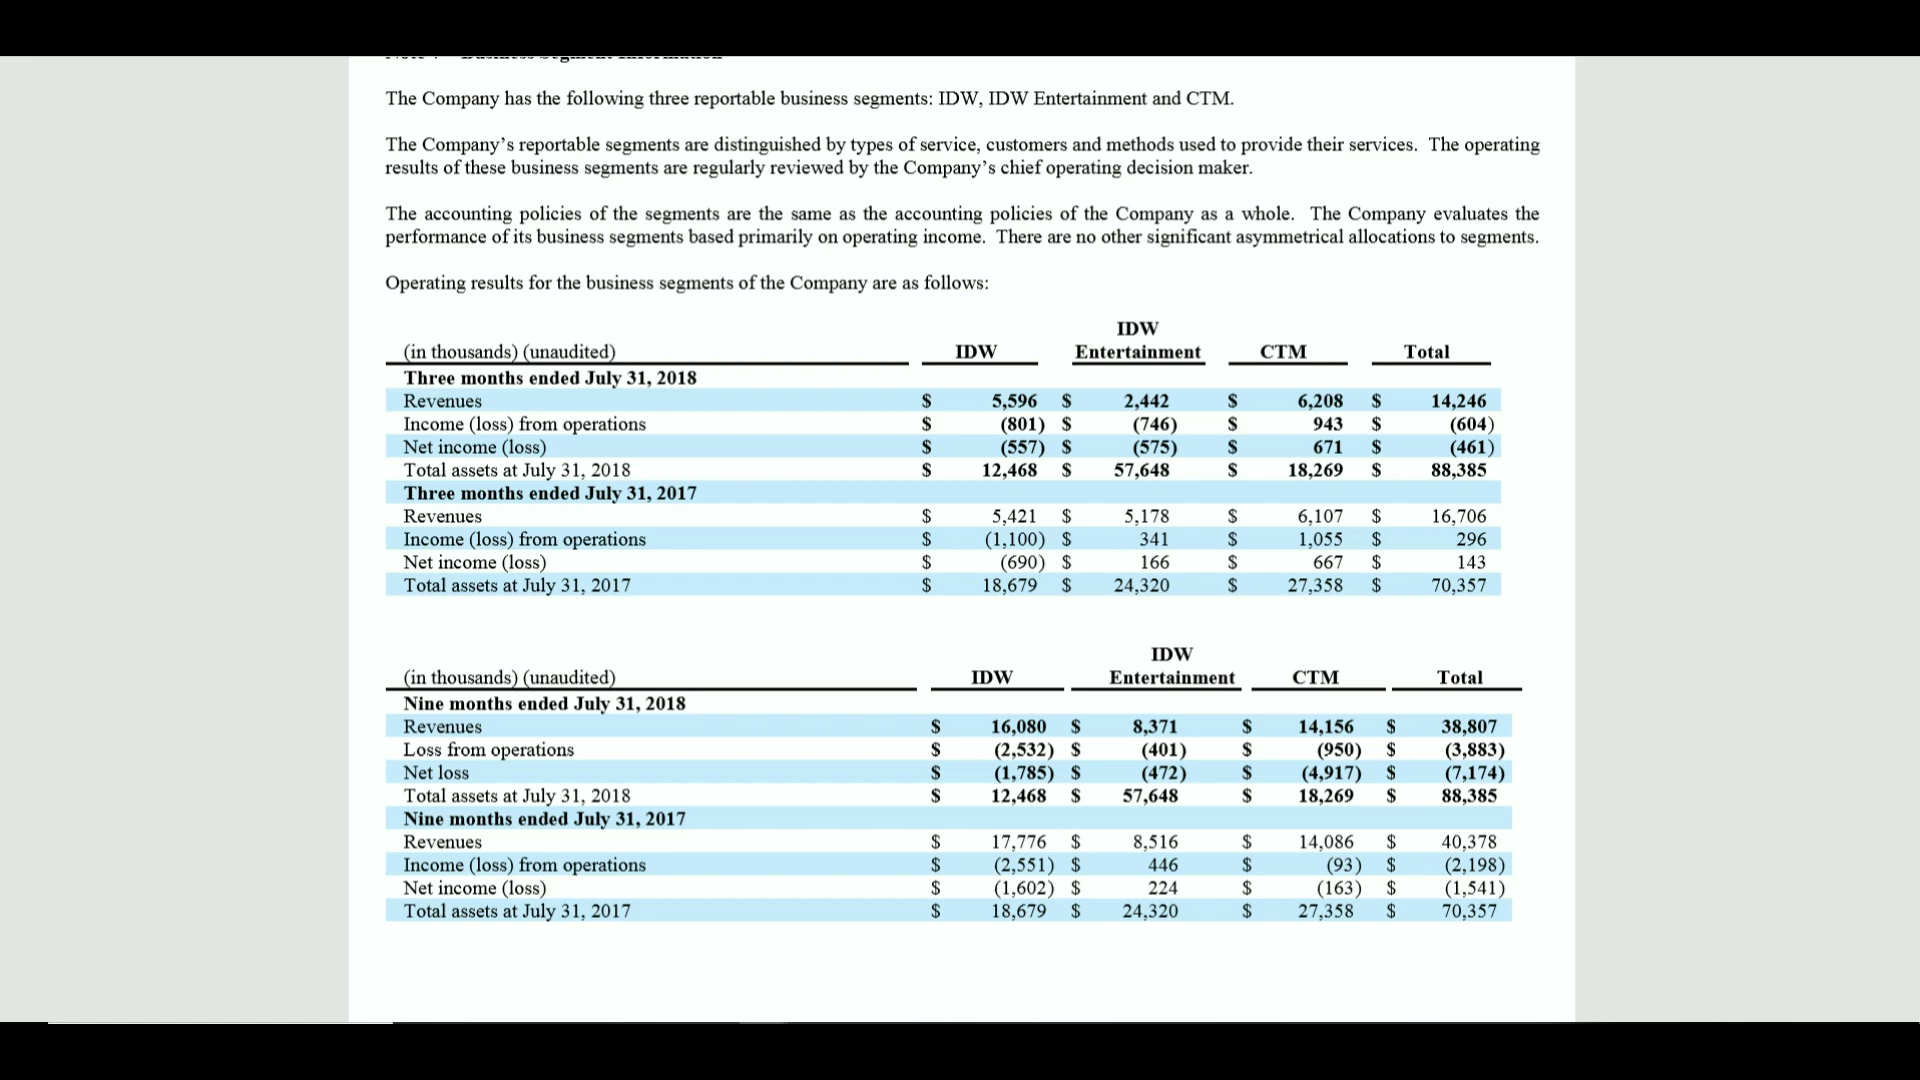 The Company has the following three reportable business segments: IDW, IDW Entertainment and CTM.
The Company's reportable segments are distinguished by types of service, customers and methods used to provide their services. The operating
results of these business segments are regularly reviewed by the Company's chief operating decision maker.
The accounting policies of the segments are the same as the accounting policies of the Company as a whole. The Company evaluates the
performance of its business segments based primarily on operating income. There are no other significant asymmetrical allocations to segments.
Operating results for the business segments of the Company are as follows:
IDW
(in thousands) (unaudited) IDW Entertainment CTM Total
Three months ended July 31, 2018
Revenues $ 5,596 $ 2,442 $ 6,208 $ 14,246
Income (loss) from operations $ (801) $ (746) $ 943 $ (604)
Net income (loss) $ (557) $ (575) $ 671 $ (461)
Total assets at July 31, 2018 $ 12,468 $ 57,648 $ 18,269 $ 88,385
Three months ended July 31, 2017
Revenues $ 5,421 $ 5,178 $ 6,107 $ 16,706
Income (loss) from operations $ (1,100) $ 341 $ 1,055 $ 296
Net income (loss) $ (690) $ 166 $ 667 $ 143
Total assets at July 31, 2017 $ 18,679 $ 24,320 $ 27,358 $ 70,357
IDW
(in thousands) (unaudited) IDW Entertainment CTM Total
Nine months ended July 31, 2018
Revenues $ 16,080 $ 8,371 $ 14,156 $ 38,807
Loss from operations $ (2,532) $ (401) $ (950) $ (3,883)
Net loss $ (1,785) $ (472) $ (4,917) $ (7,174)
Total assets at July 31, 2018 $ 12,468 $ 57,648 $ 18,269 $ 88,385
Nine months ended July 31, 2017
Revenues $ 17,776 $ 8,516 $ 14,086 $ 40,378
Income (loss) from operations $ (2,551) $ 446 $ (93) $ (2,198)
Net income (loss) $ (1,602) $ 224 $ (163) $ (1,541)
Total assets at July 31, 2017 $ 18,679 $ 24,320 $ 27,358 $ 70,357